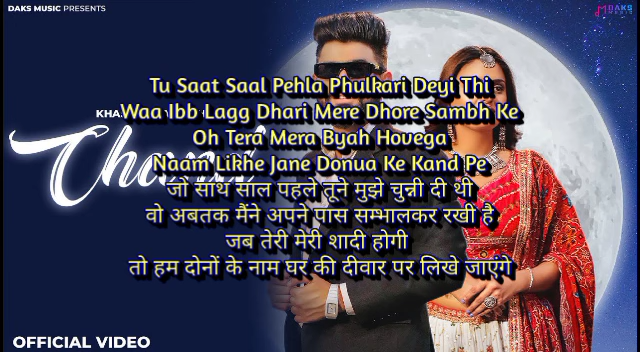 DAKS MUSIC PRESENTS
DAKS
MUSIC
Tu Saat Saal Pehla Phulkari Deyi Thi
Waa Ibb Lagg Dhari Mere Dhore Sambh Ke
Oh Tera Mera Byah Hovega
Naam Likhe Jane Donua Ke Kand Pe
जो साथ साल पहले तूने मुझे चुन्नी दी थी
वो अबतक मैंने अपने पास सम्भालकर रखी है
जब तेरी मेरी शादी होगी
तो हम दोनों के नाम घर की दीवार पर लिखे जाएंगे
OFFICIAL VIDEO